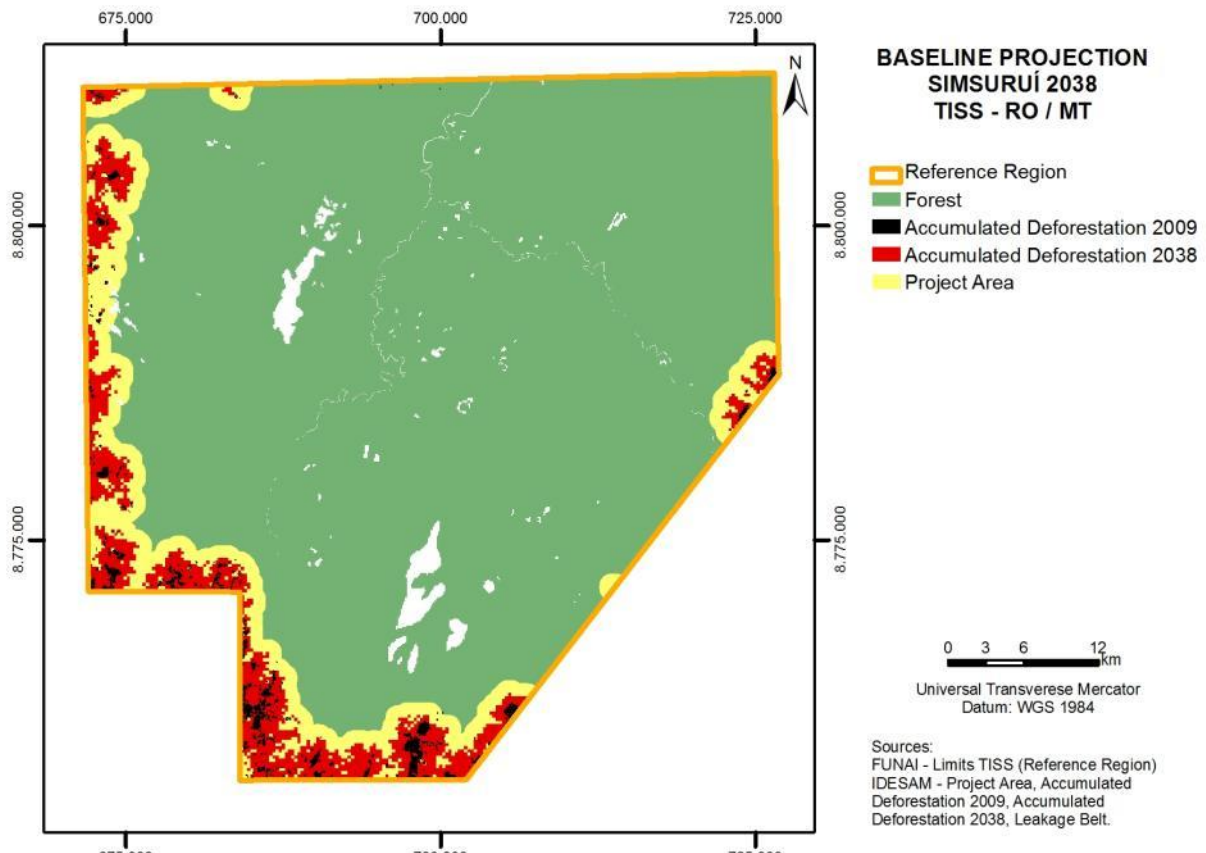 675.000 700.000 725.000
BASELINE PROJECTION
SIMSURUÍ 2038
TISS - RO / MT
N
Reference Region
Forest
Accumulated Deforestation 2009
Accumulated Deforestation 2038
Project Area
8.800.000 8.800.000
8.775.000 8.775.000
0 3 6 12
km
Universal Transverese Mercator
Datum: WGS 1984
Sources:
FUNAI - Limits TISS (Reference Region)
IDESAM - Project Area, Accumulated
Deforestation 2009, Accumulated
Deforestation 2038, Leakage Belt.